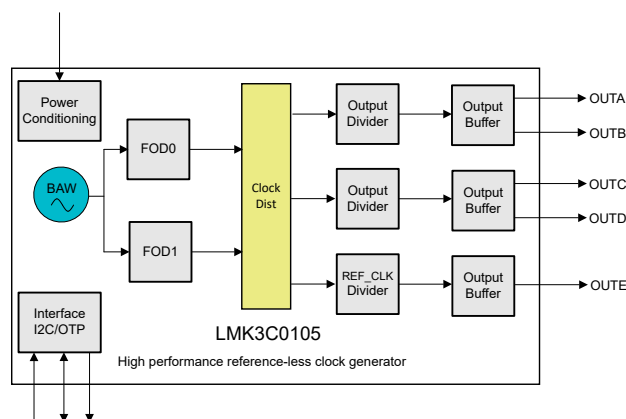 Power
Conditioning
BAW
FOD0
FOD1
Clock
Dist
Output
Divider
Output
Buffer
OUTA
OUTB
Output
Divider
Output
Buffer
OUTC
OUTD
REF_CLK
Divider
Output
Buffer
OUTE
Interface
I2C/OTP
LMK3C0105
High performance reference-less clock generator